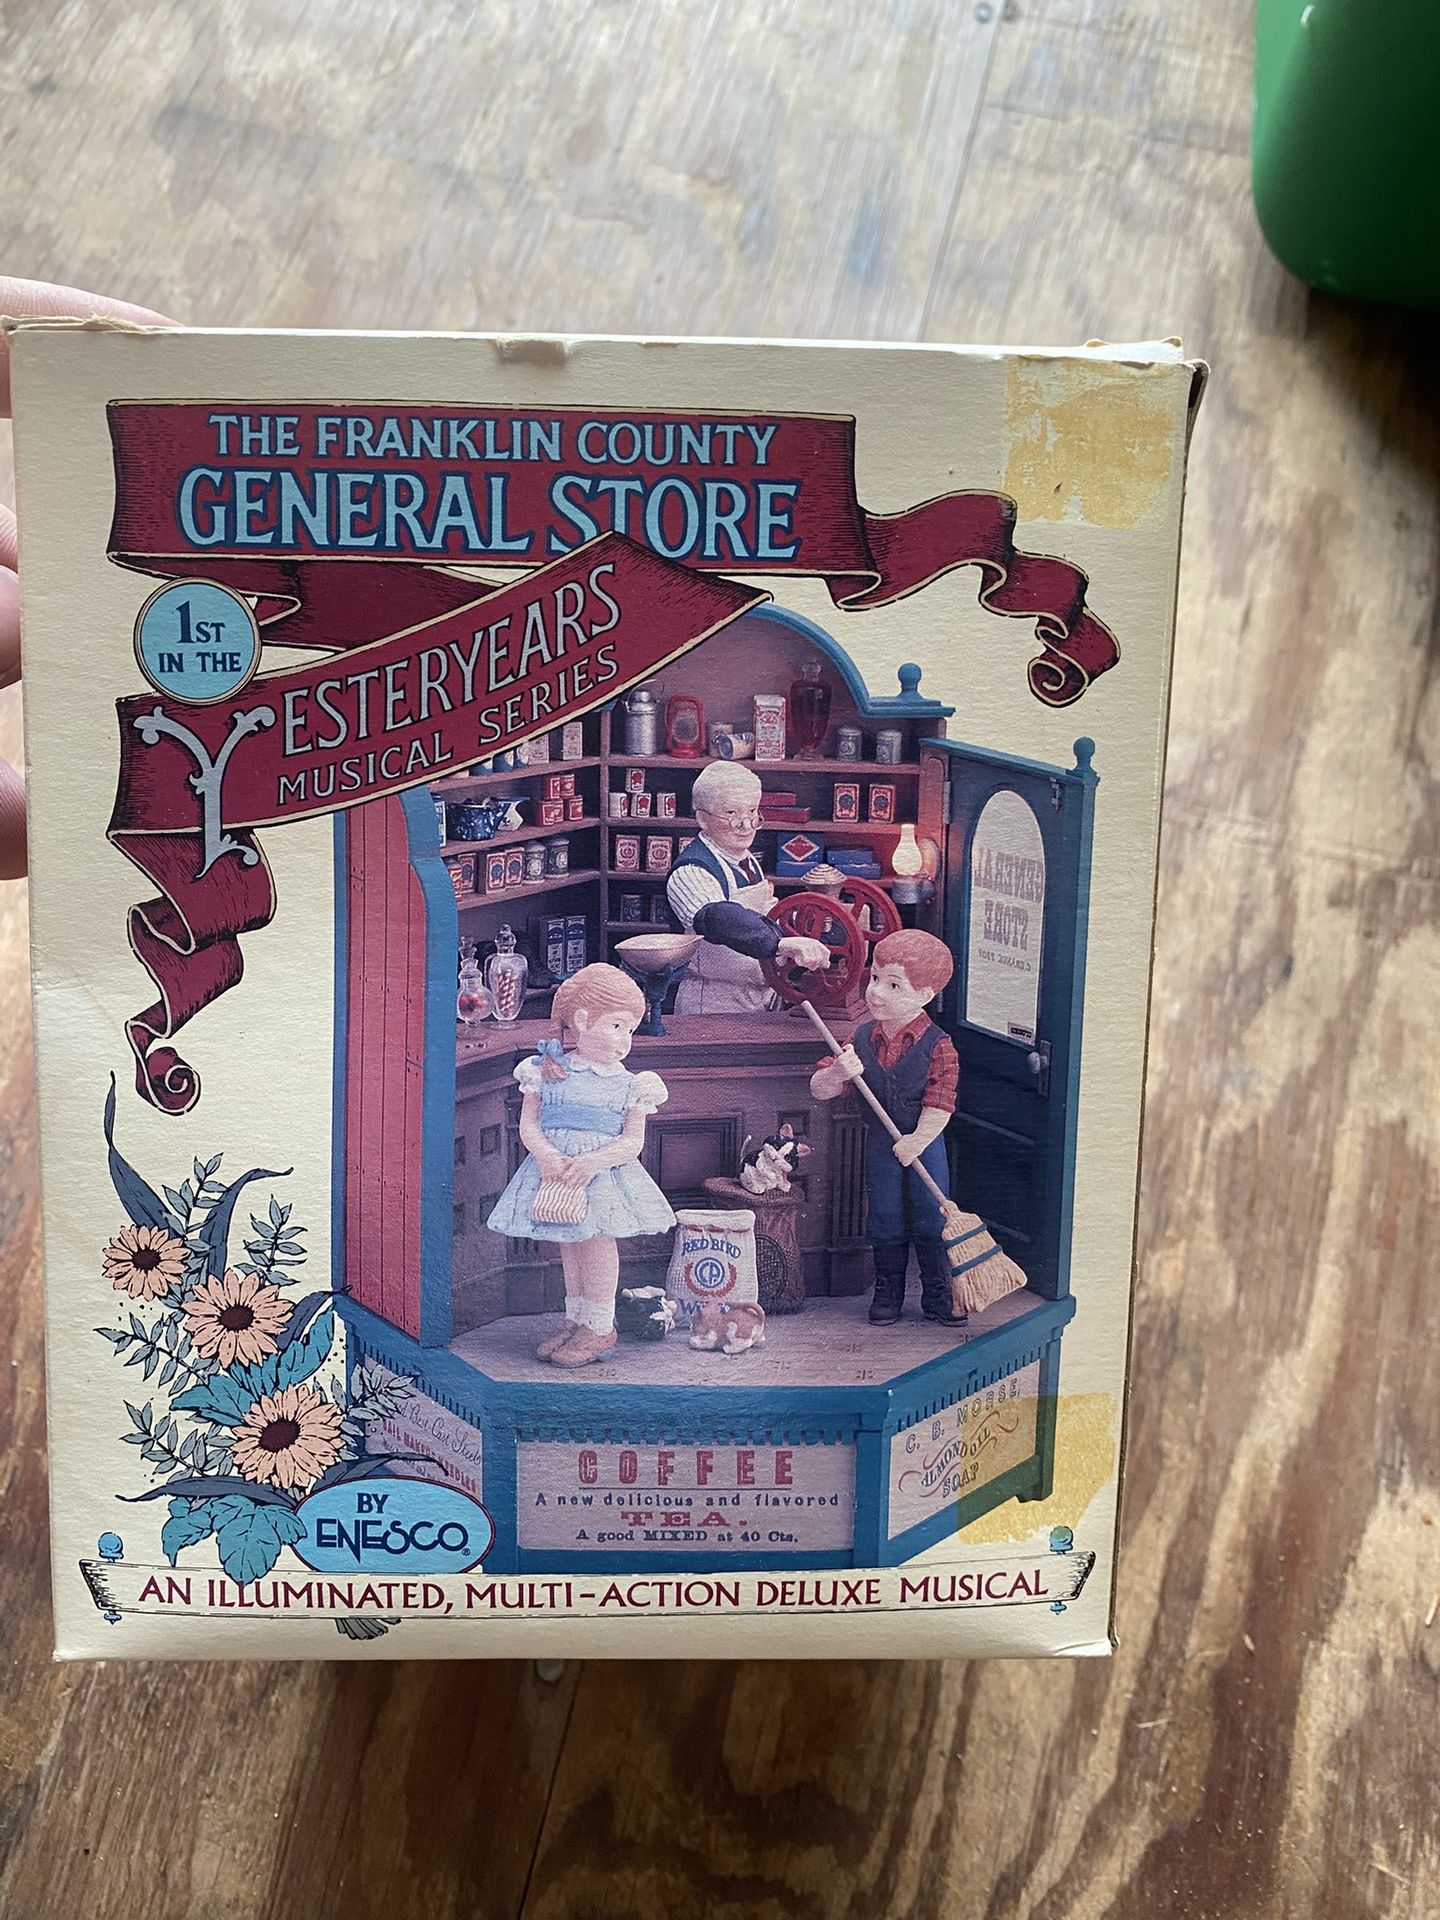 THE FRANKLIN COUNTY
GENERAL STORE
1ST
IN THE
YESTERYEARS
MUSICAL SERIES
GENERAL
STORE
RED BIRD
COFFEE
A new delicious and flavored
TEA.
A good MIXED at 40 Cts.
C. B. MORSE
ALMOND OIL
SOAP
BY
ENESCO®
AN ILLUMINATED, MULTI-ACTION DELUXE MUSICAL